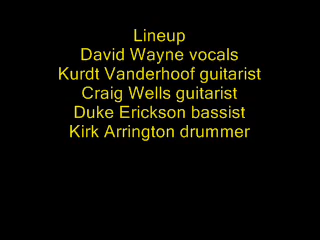 Lineup
David Wayne vocals
Kurdt Vanderhoof guitarist
Craig Wells guitarist
Duke Erickson bassist
Kirk Arrington drummer